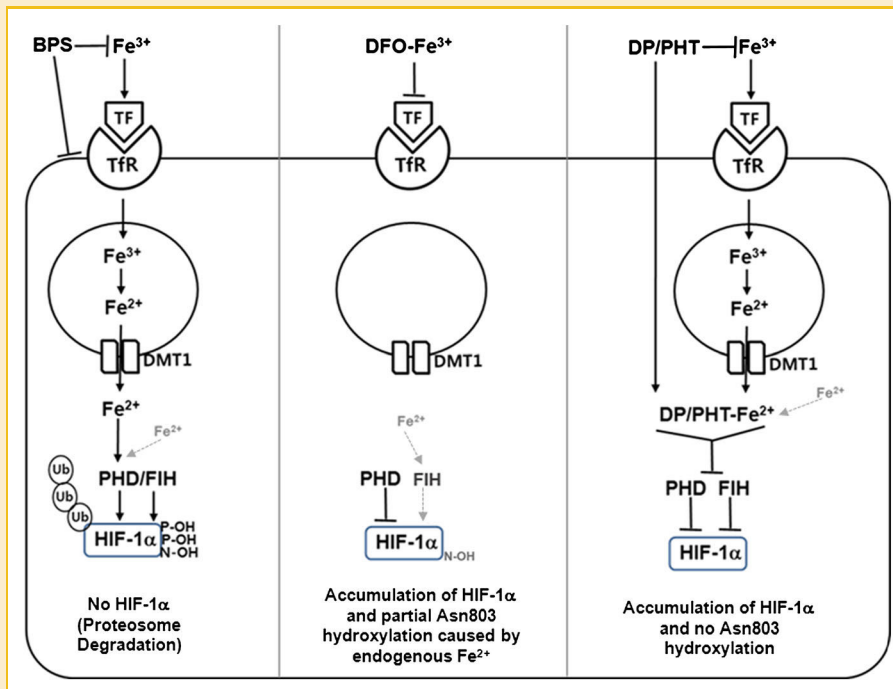 BPS
Fe3+
TF
TfR
Fe3+
Fe2+
DMT1
Fe2+
Fe2+
PHD/FIH
Ub
Ub
Ub
HIF-1α
P-OH
P-OH
N-OH
No HIF-1α
(Proteosome
Degradation)
DFO-Fe3+
TF
TfR
DMT1
Fe2+
PHD FIH
HIF-1α
N-OH
Accumulation of HIF-1α
and partial Asn803
hydroxylation caused by
endogenous Fe2+
DP/PHT
Fe3+
TF
TfR
Fe3+
Fe2+
DMT1
Fe2+
DP/PHT-Fe2+
PHD FIH
HIF-1α
Accumulation of HIF-1α
and no Asn803
hydroxylation